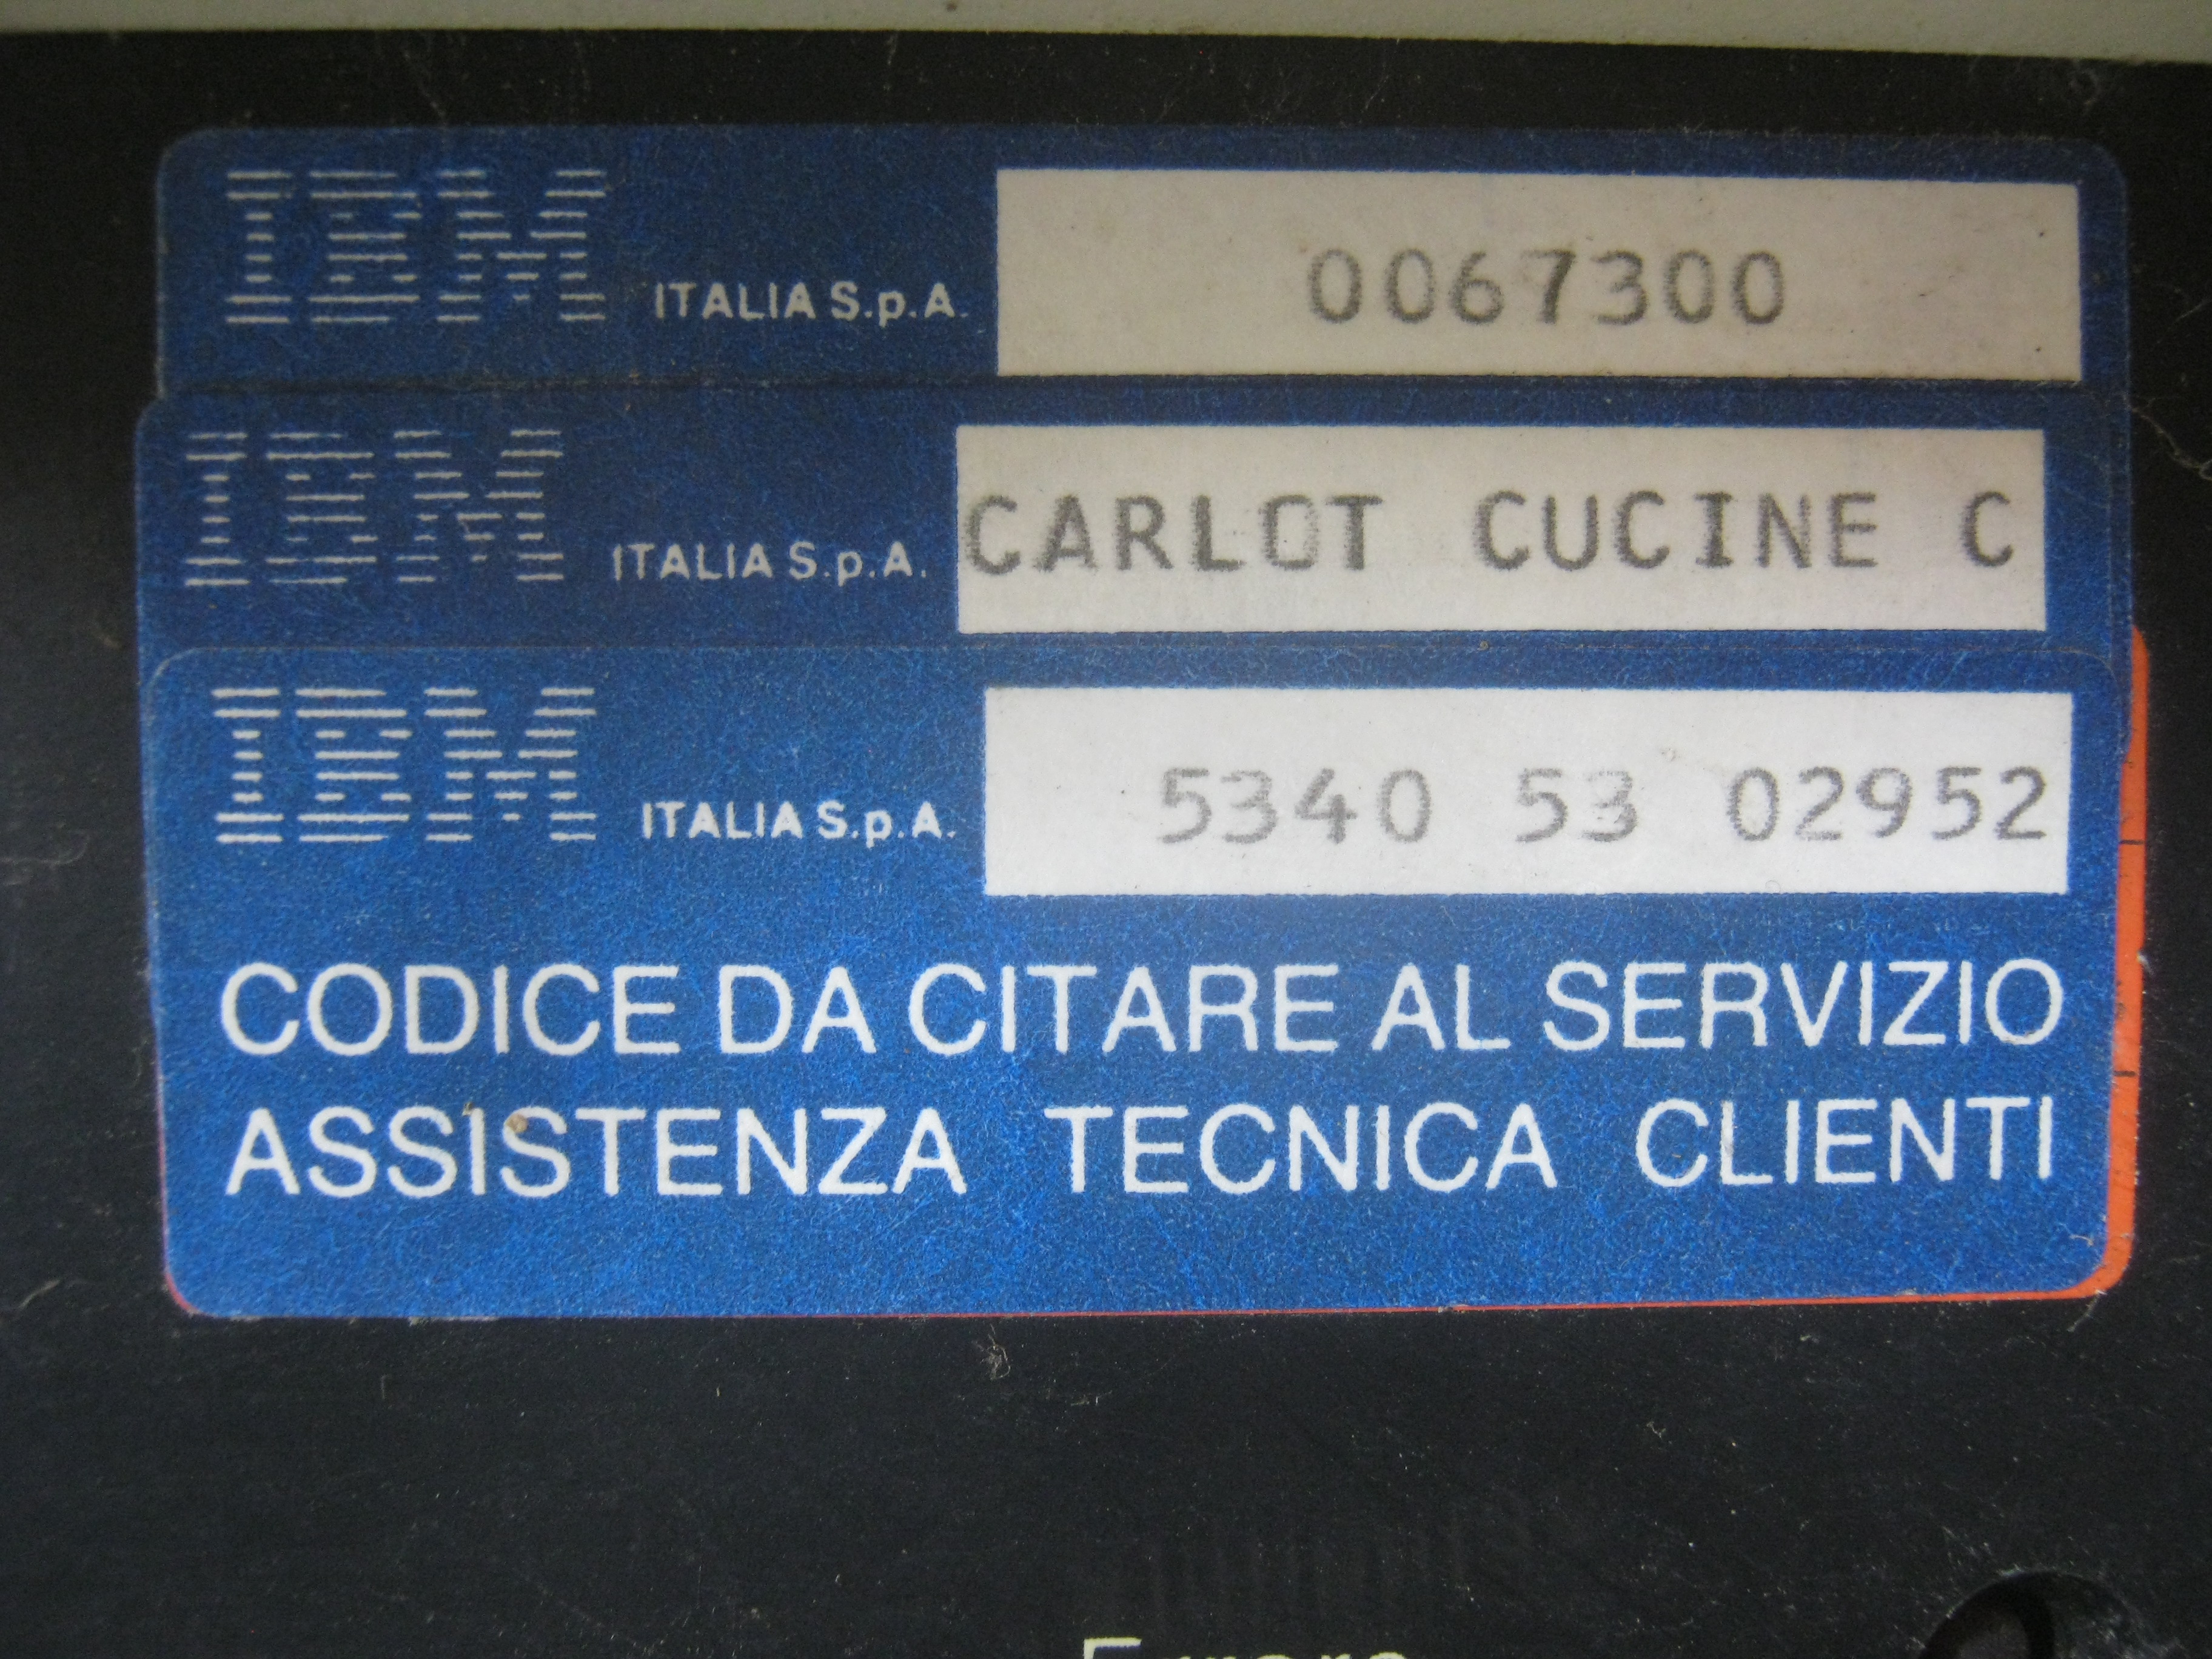 IBM ITALIA S.p.A. 0067300
IBM ITALIA S.p.A. CARLOT CUCINE C
IBM ITALIA S.p.A. 5340 53 02952
CODICE DA CITARE AL SERVIZIO
ASSISTENZA TECNICA CLIENTI